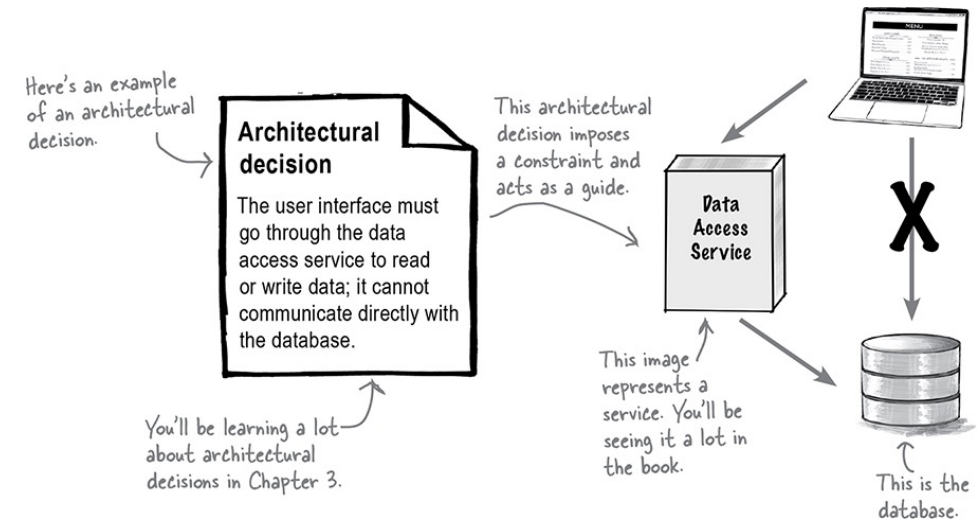 MENU
Here's an example
of an architectural
decision.
Architectural
decision
The user interface must
go through the data
access service to read
or write data; it cannot
communicate directly with
the database.
This architectural
decision imposes
a constraint and
acts as a guide.
Data
Access
Service
X
You'll be learning a lot
about architectural
decisions in Chapter 3.
This image
represents a
service. You'll be
seeing it a lot in
the book.
This is the
database.